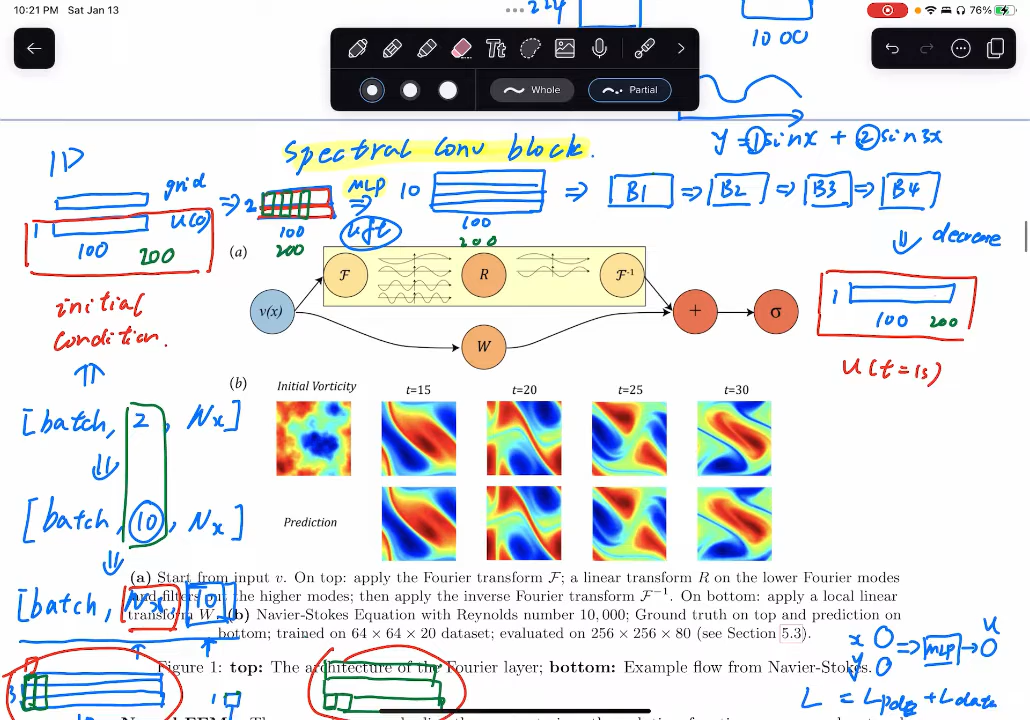 10:21 PM Sat Jan 13
76%
224
10 00
Whole
Partial
y = 1 sinx + 2 sin3x
1D
Spectral Conv block.
grid
u(0)
1
100 200
⇒ 2
100
200
MLP
⇒
lift
10
100
200
⇒ B1 ⇒ B2 ⇒ B3 ⇒ B4
⇓ decrease
1
100 200
u(t=1s)
initial
condition.
(a)
v(x)
F
R
F⁻¹
W
+
σ
(b)
Initial Vorticity
t=15
t=20
t=25
t=30
Prediction
[batch, 2, Nx]
⇓
[batch, 10, Nx]
⇓
[batch, Nx, 10]
(a) Start from input v. On top: apply the Fourier transform F; a linear transform R on the lower Fourier modes
and filters out the higher modes; then apply the inverse Fourier transform F⁻¹. On bottom: apply a local linear
transform W. (b) Navier-Stokes Equation with Reynolds number 10,000; Ground truth on top and prediction on
bottom; trained on 64 × 64 × 20 dataset; evaluated on 256 × 256 × 80 (see Section 5.3).
Figure 1: top: The architecture of the Fourier layer; bottom: Example flow from Navier-Stokes.
x
y
⇒ MLP →
u
L = Lpde + Ldata
3
1